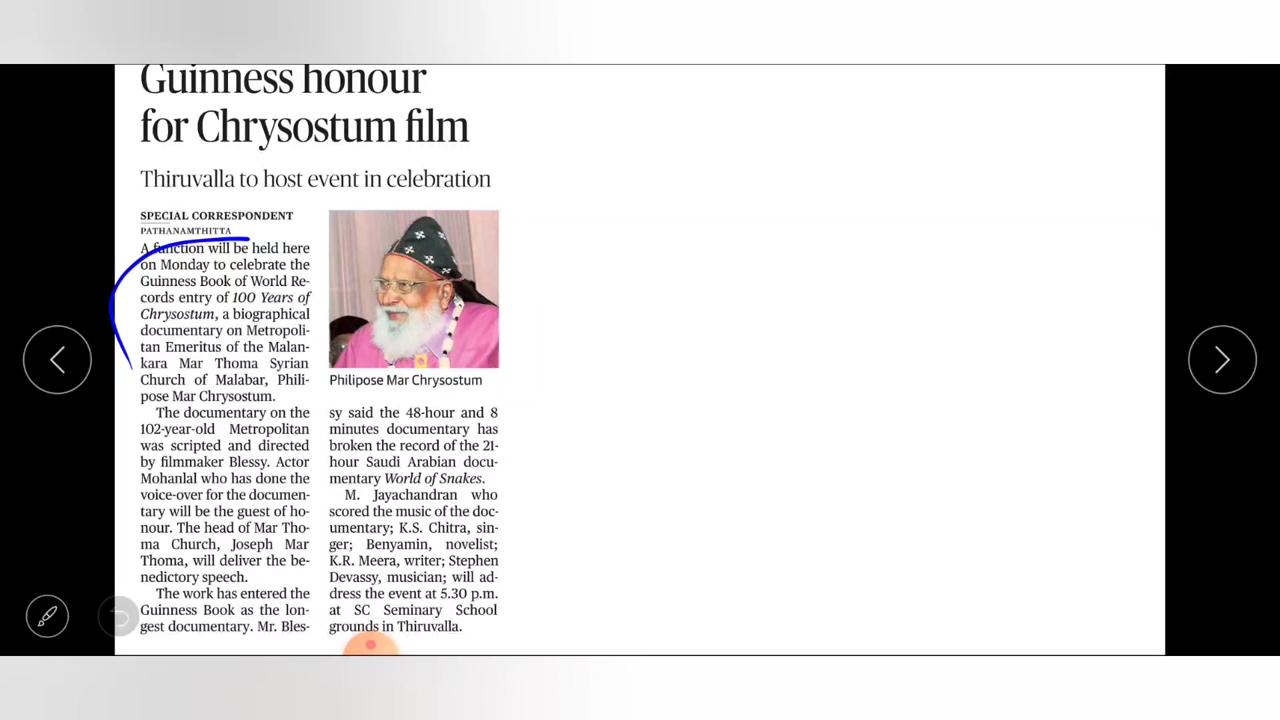 Guinness honour
for Chrysostum film
Thiruvalla to host event in celebration
SPECIAL CORRESPONDENT
PATHANAMTHITTA
A function will be held here
on Monday to celebrate the
Guinness Book of World Re-
cords entry of 100 Years of
Chrysostum, a biographical
documentary on Metropoli-
tan Emeritus of the Malan-
kara Mar Thoma Syrian
Church of Malabar, Phili-
pose Mar Chrysostum.
The documentary on the
102-year-old Metropolitan
was scripted and directed
by filmmaker Blessy. Actor
Mohanlal who has done the
voice-over for the documen-
tary will be the guest of ho-
nour. The head of Mar Tho-
ma Church, Joseph Mar
Thoma, will deliver the be-
nedictory speech.
The work has entered the
Guinness Book as the lon-
gest documentary. Mr. Bles-
Philipose Mar Chrysostum
sy said the 48-hour and 8
minutes documentary has
broken the record of the 21-
hour Saudi Arabian docu-
mentary World of Snakes.
M. Jayachandran who
scored the music of the doc-
umentary; K.S. Chitra, sin-
ger; Benyamin, novelist;
K.R. Meera, writer; Stephen
Devassy, musician; will ad-
dress the event at 5.30 p.m.
at SC Seminary School
grounds in Thiruvalla.